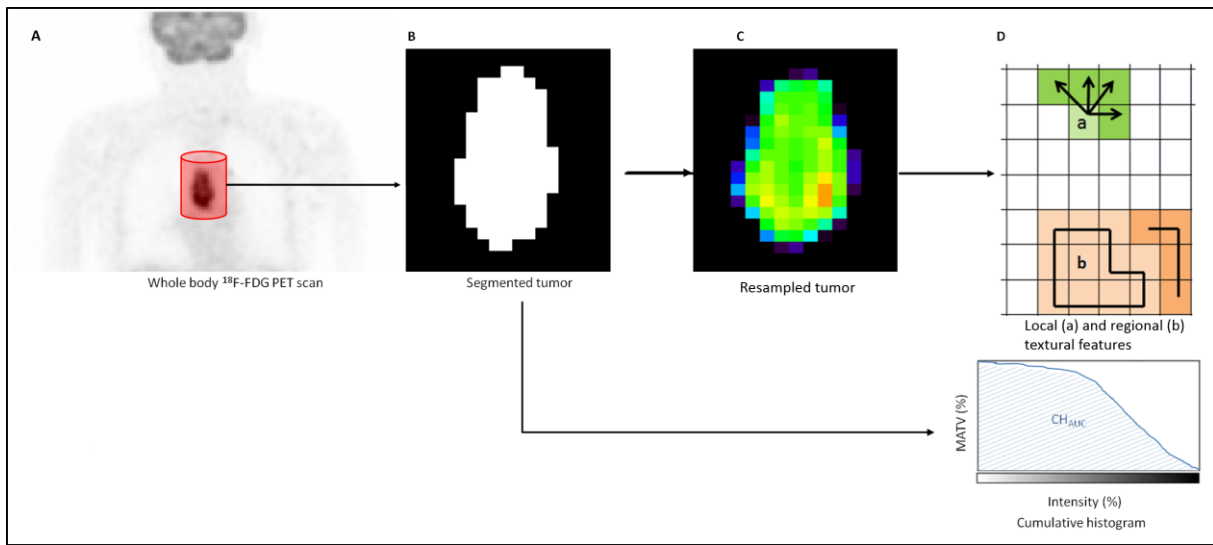 A
B
C
D
a
b
Whole body ¹⁸F-FDG PET scan
Segmented tumor
Resampled tumor
Local (a) and regional (b)
textural features
MATV (%)
CH_AUC
Intensity (%)
Cumulative histogram